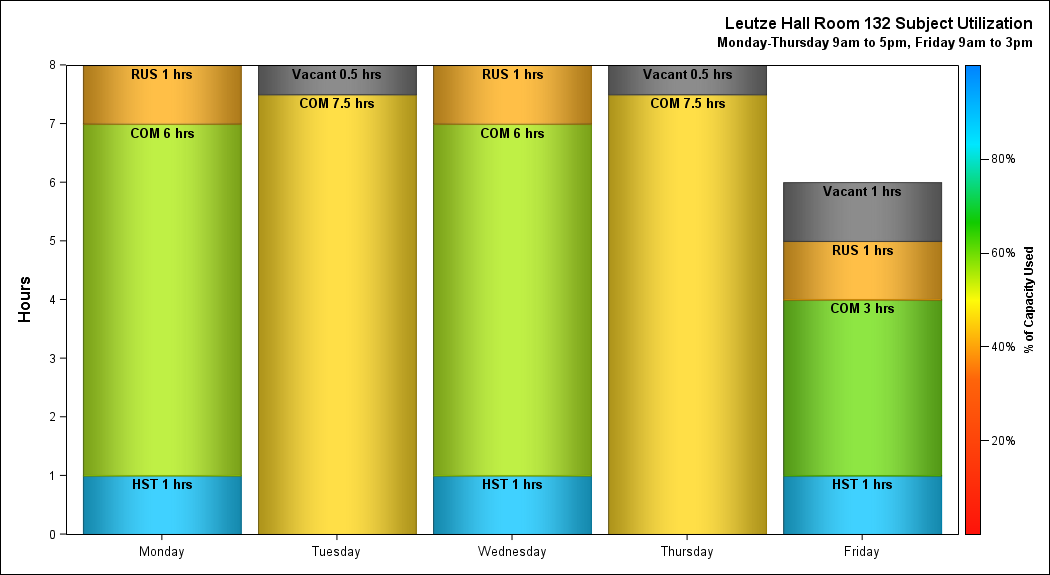 Leutze Hall Room 132 Subject Utilization
Monday-Thursday 9am to 5pm, Friday 9am to 3pm
Hours
8
7
6
5
4
3
2
1
0
RUS 1 hrs
COM 6 hrs
HST 1 hrs
Vacant 0.5 hrs
COM 7.5 hrs
RUS 1 hrs
COM 6 hrs
HST 1 hrs
Vacant 0.5 hrs
COM 7.5 hrs
Vacant 1 hrs
RUS 1 hrs
COM 3 hrs
HST 1 hrs
Monday
Tuesday
Wednesday
Thursday
Friday
80%
60%
40%
20%
% of Capacity Used